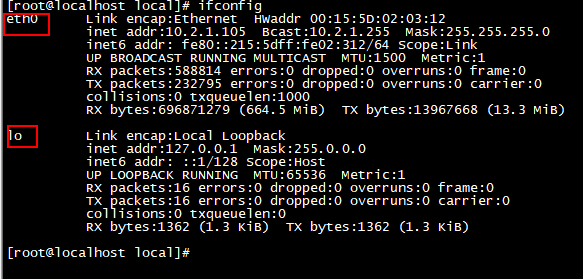 [root@localhost local]# ifconfig
eth0 Link encap:Ethernet HWaddr 00:15:5D:02:03:12
inet addr:10.2.1.105 Bcast:10.2.1.255 Mask:255.255.255.0
inet6 addr: fe80::215:5dff:fe02:312/64 Scope:Link
UP BROADCAST RUNNING MULTICAST MTU:1500 Metric:1
RX packets:588814 errors:0 dropped:0 overruns:0 frame:0
TX packets:232795 errors:0 dropped:0 overruns:0 carrier:0
collisions:0 txqueuelen:1000
RX bytes:696871279 (664.5 MiB) TX bytes:13967668 (13.3 MiB)
lo Link encap:Local Loopback
inet addr:127.0.0.1 Mask:255.0.0.0
inet6 addr: ::1/128 Scope:Host
UP LOOPBACK RUNNING MTU:65536 Metric:1
RX packets:16 errors:0 dropped:0 overruns:0 frame:0
TX packets:16 errors:0 dropped:0 overruns:0 carrier:0
collisions:0 txqueuelen:0
RX bytes:1362 (1.3 KiB) TX bytes:1362 (1.3 KiB)
[root@localhost local]#